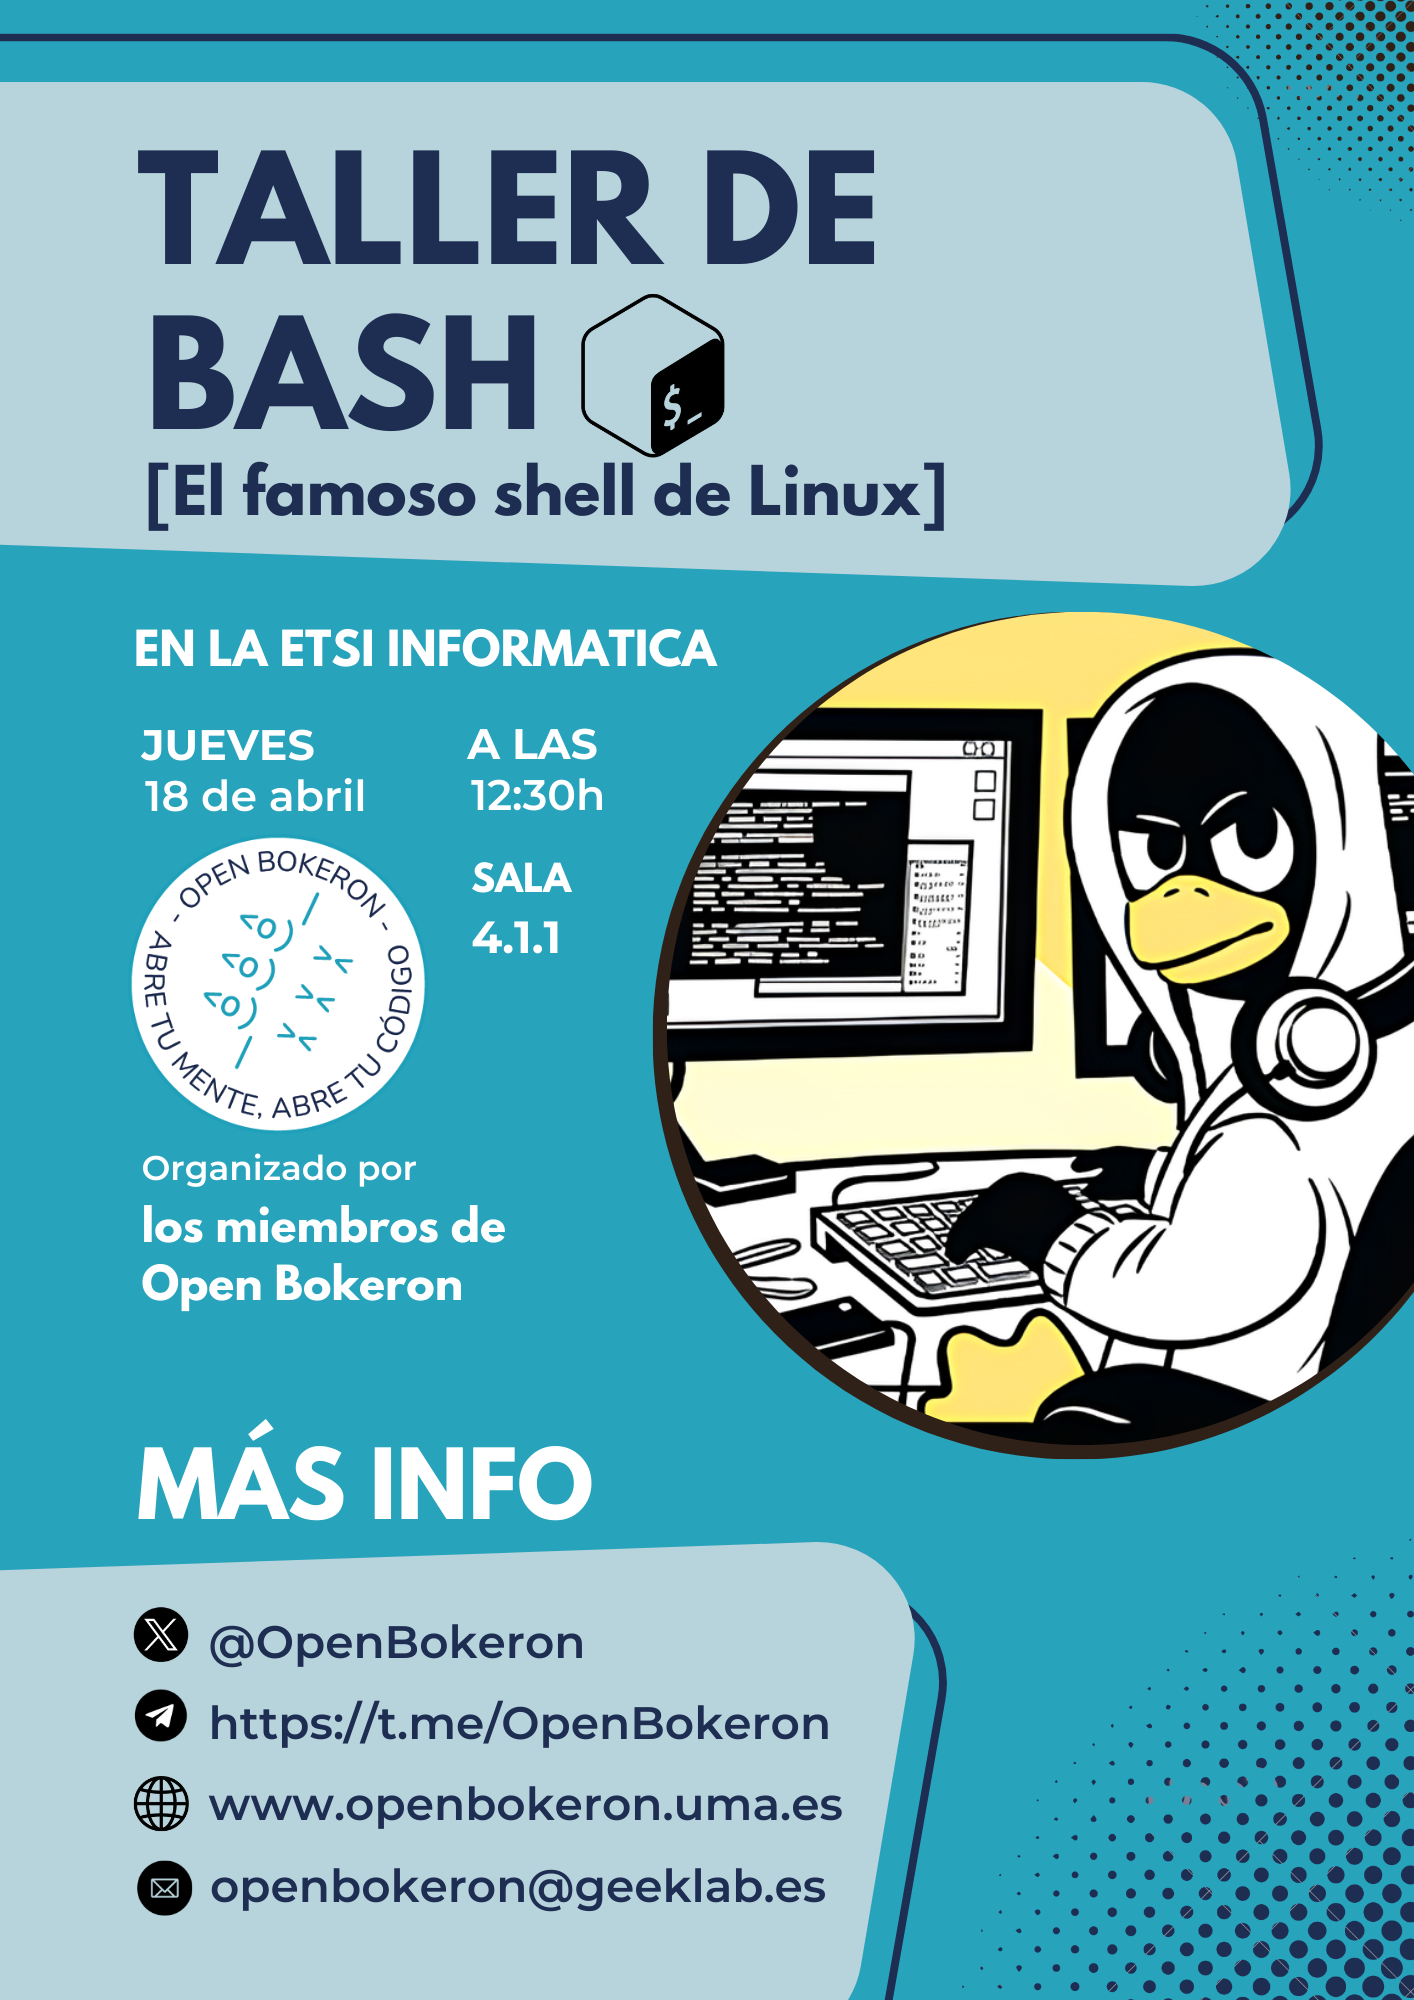 TALLER DE
BASH
$_
[El famoso shell de Linux]
EN LA ETSI INFORMATICA
JUEVES
18 de abril
A LAS
12:30h
SALA
4.1.1
- OPEN BOKERON -
ABRE TU MENTE, ABRE TU CÓDIGO
Organizado por
los miembros de
Open Bokeron
MÁS INFO
@OpenBokeron
https://t.me/OpenBokeron
www.openbokeron.uma.es
openbokeron@geeklab.es